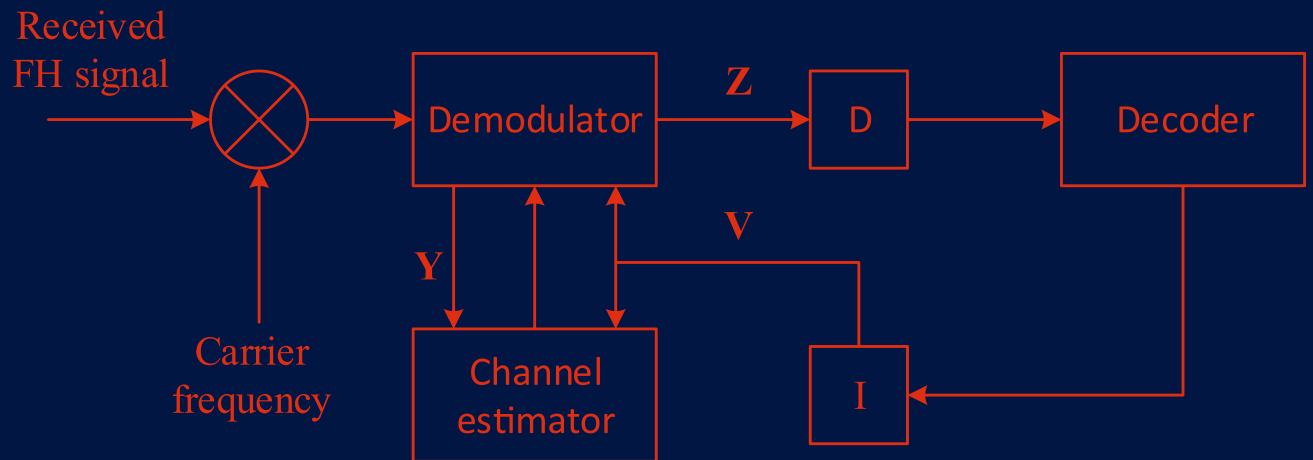 Received
FH signal
Demodulator
Z
D
Decoder
Y
V
Carrier
frequency
Channel
estimator
I